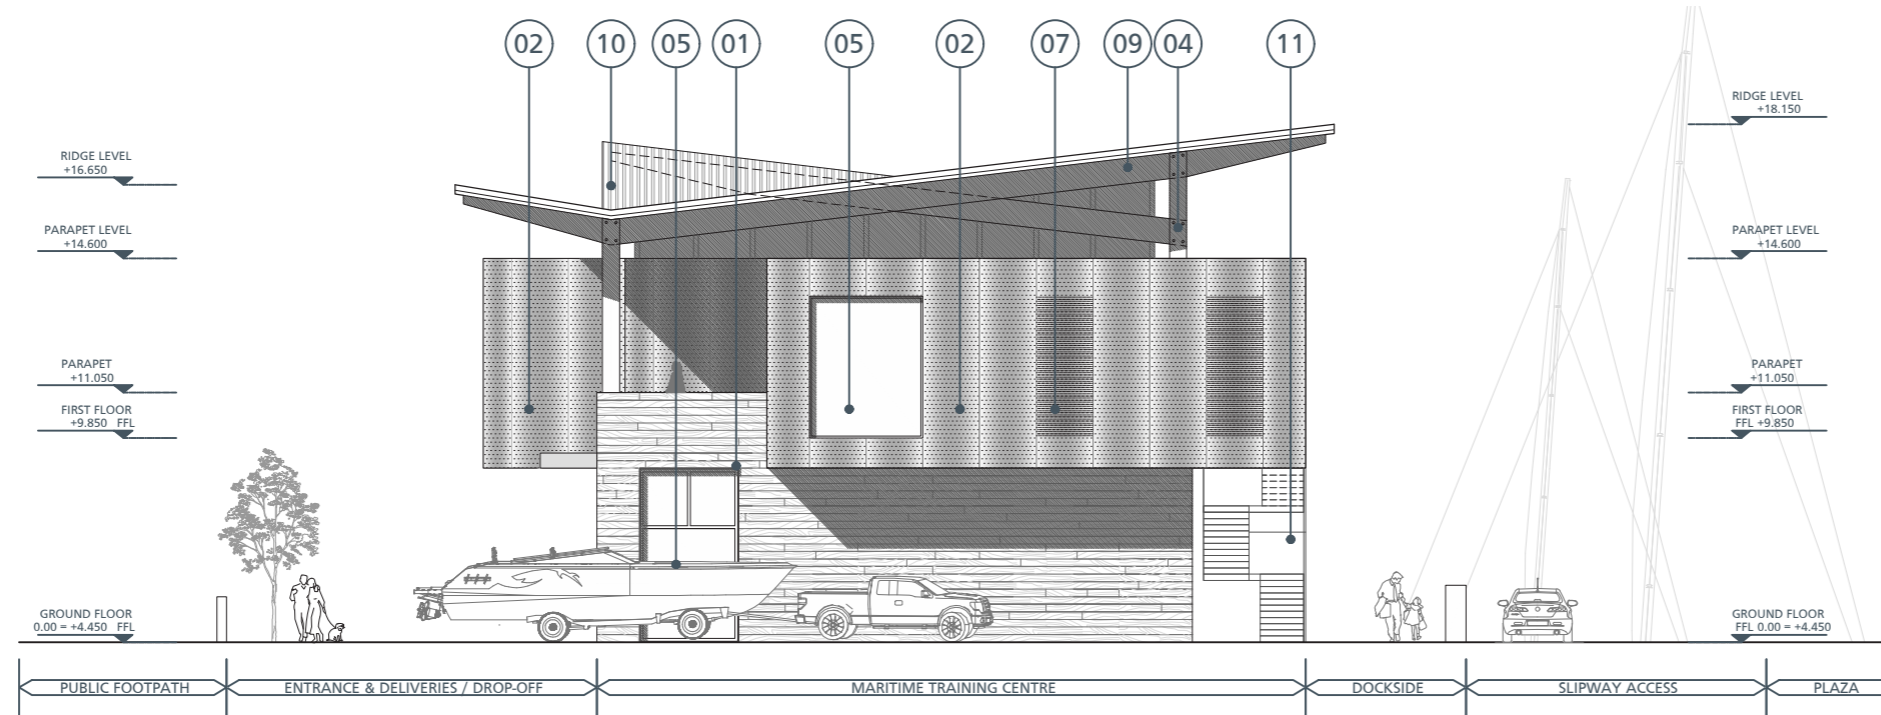 02 10 05 01 05 02 07 09 04 11
RIDGE LEVEL
+16.650
PARAPET LEVEL
+14.600
PARAPET
+11.050
FIRST FLOOR
+9.850 FFL
GROUND FLOOR
0.00 = +4.450 FFL
RIDGE LEVEL
+18.150
PARAPET LEVEL
+14.600
PARAPET
+11.050
FIRST FLOOR
FFL +9.850
GROUND FLOOR
FFL 0.00 = +4.450
PUBLIC FOOTPATH ENTRANCE & DELIVERIES / DROP-OFF MARITIME TRAINING CENTRE DOCKSIDE SLIPWAY ACCESS PLAZA